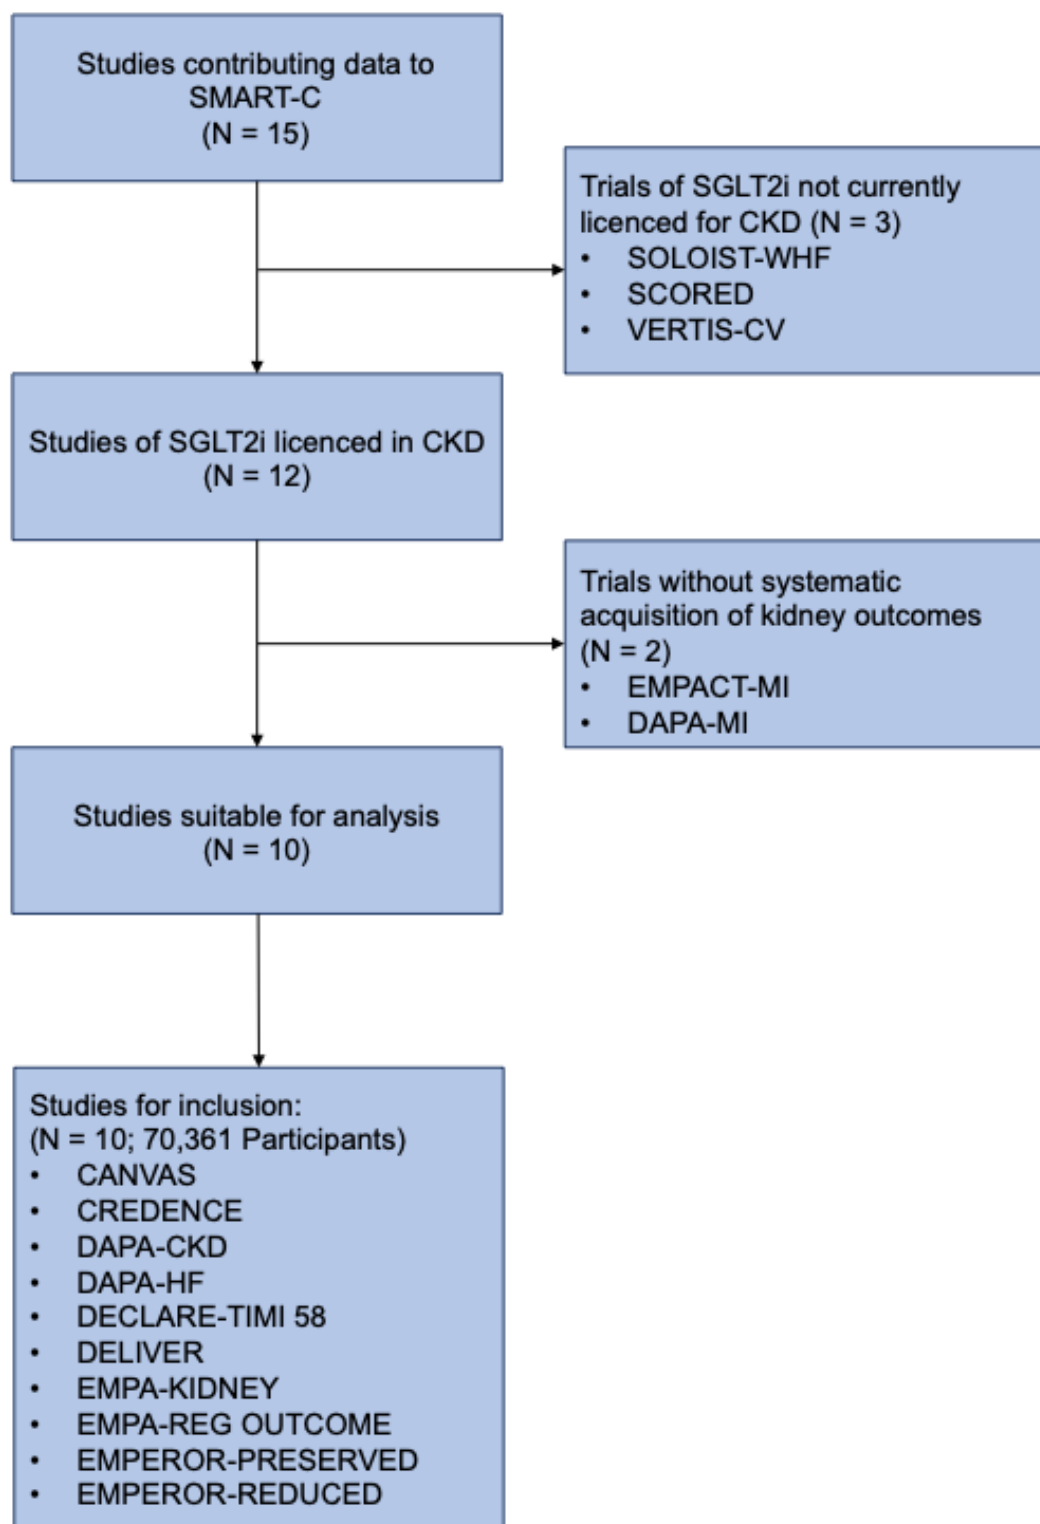 Studies contributing data to
SMART-C
(N = 15)
Trials of SGLT2i not currently
licenced for CKD (N = 3)
• SOLOIST-WHF
• SCORED
• VERTIS-CV
Studies of SGLT2i licenced in CKD
(N = 12)
Trials without systematic
acquisition of kidney outcomes
(N = 2)
• EMPACT-MI
• DAPA-MI
Studies suitable for analysis
(N = 10)
Studies for inclusion:
(N = 10; 70,361 Participants)
• CANVAS
• CREDENCE
• DAPA-CKD
• DAPA-HF
• DECLARE-TIMI 58
• DELIVER
• EMPA-KIDNEY
• EMPA-REG OUTCOME
• EMPEROR-PRESERVED
• EMPEROR-REDUCED